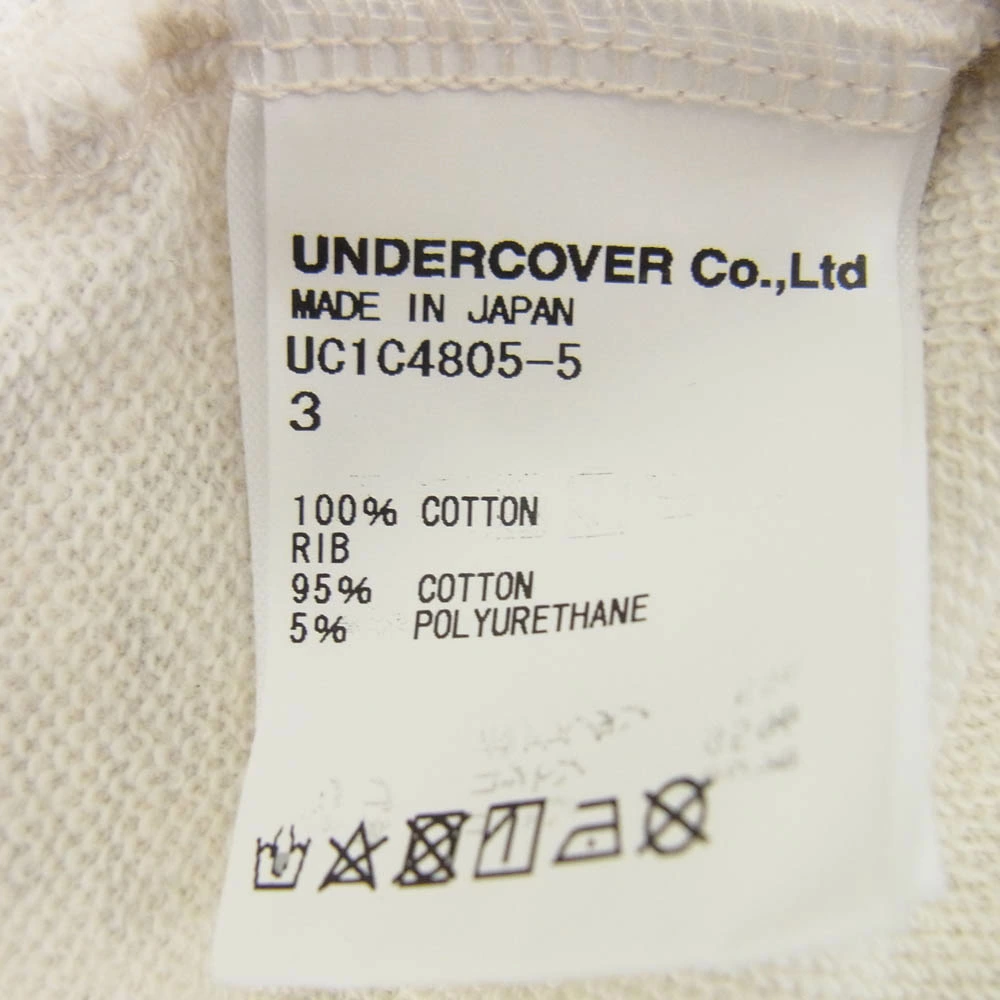 UNDERCOVER Co.,Ltd
MADE IN JAPAN
UC1C4805-5
3
100% COTTON
RIB
95% COTTON
5% POLYURETHANE